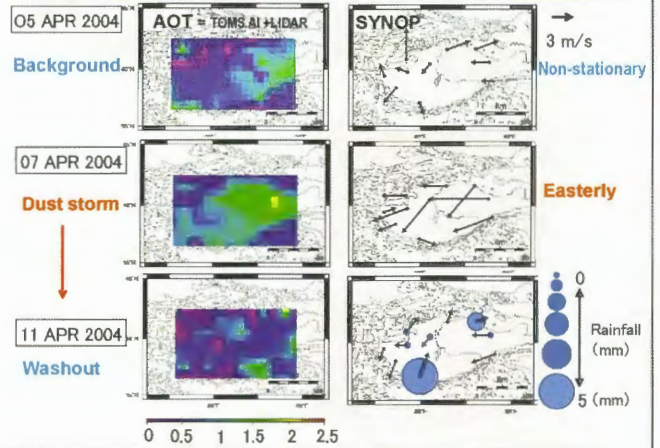 05 APR 2004
AOT = TOMS.AI +LIDAR
SYNOP
3 m/s
Background
Non-stationary
07 APR 2004
Dust storm
Easterly
11 APR 2004
Washout
0
Rainfall
(mm)
5 (mm)
0 0.5 1 1.5 2 2.5